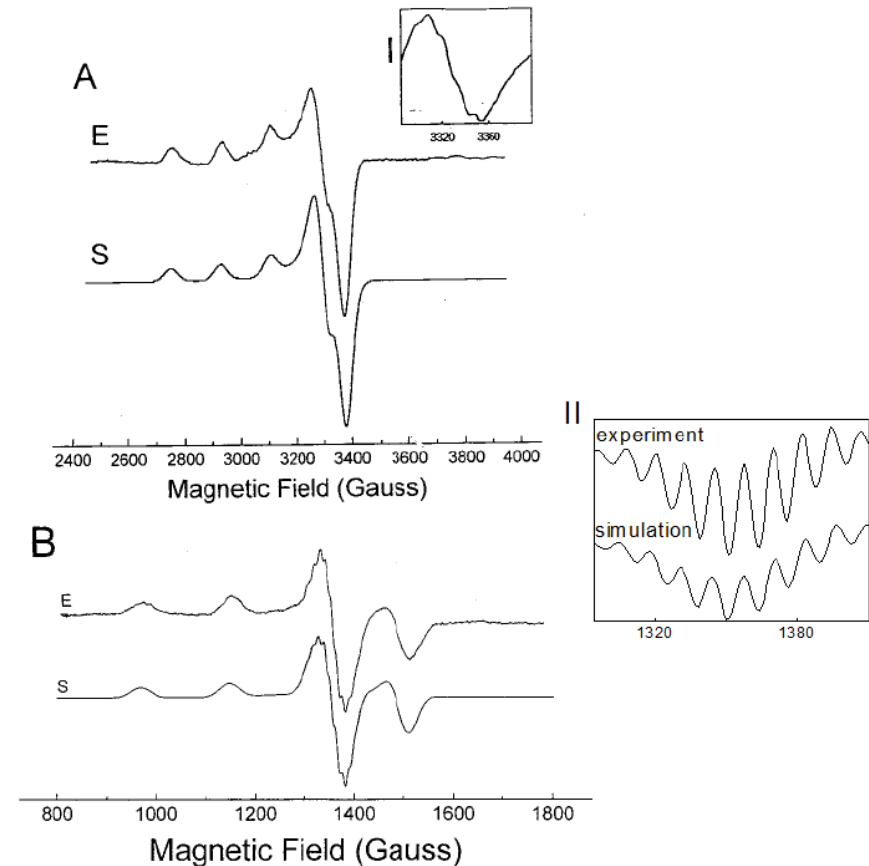 A
I
E
3320 3360
S
2400 2600 2800 3000 3200 3400 3600 3800 4000
Magnetic Field (Gauss)
II
experiment
simulation
1320 1380
B
E
S
800 1000 1200 1400 1600 1800
Magnetic Field (Gauss)